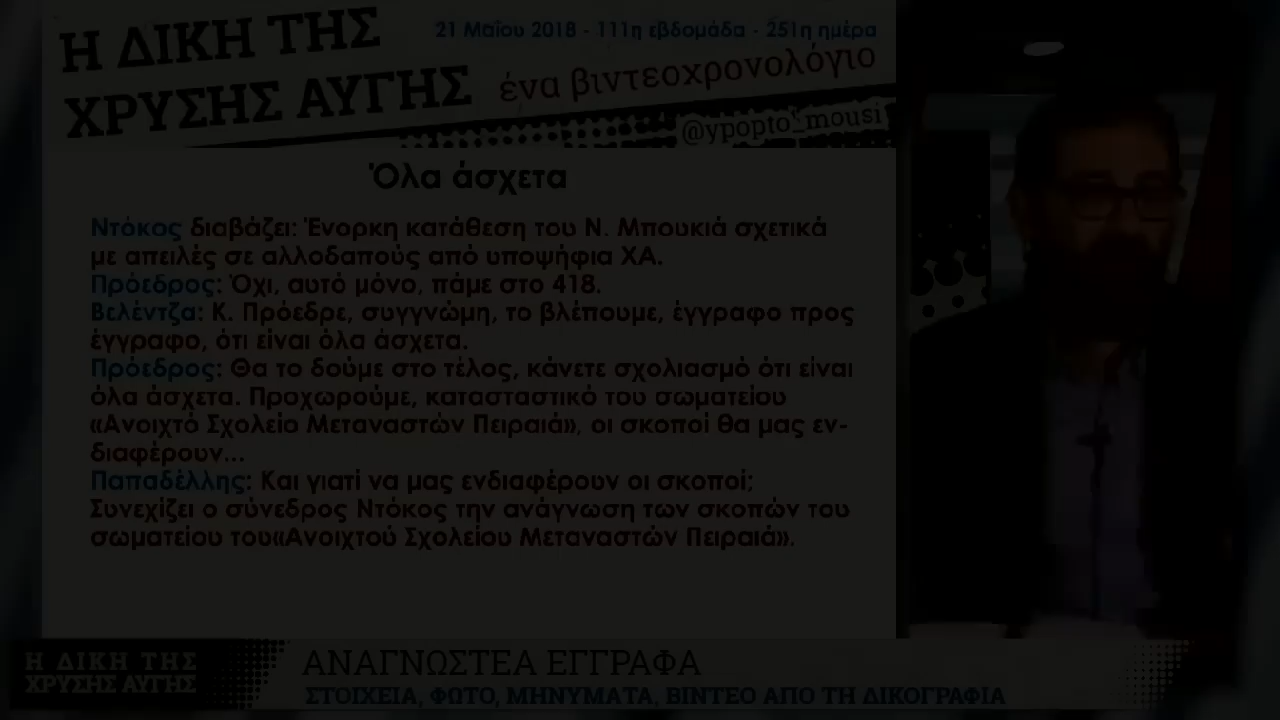 Η ΔΙΚΗ ΤΗΣ
ΧΡΥΣΗΣ ΑΥΓΗΣ
21 Μαΐου 2018 - 111η εβδομάδα - 251η ημέρα
ένα βιντεοχρονολόγιο
@ypopto_mousi
Όλα άσχετα
Ντόκος διαβάζει: Ένορκη κατάθεση του Ν. Μπουκιά σχετικά
με απειλές σε αλλοδαπούς από υποψήφια ΧΑ.
Πρόεδρος: Όχι, αυτό μόνο, πάμε στο 418.
Βελέντζα: Κ. Πρόεδρε, συγγνώμη, το βλέπουμε, έγγραφο προς
έγγραφο, ότι είναι όλα άσχετα.
Πρόεδρος: Θα το δούμε στο τέλος, κάνετε σχολιασμό ότι είναι
όλα άσχετα. Προχωρούμε, κατασταστικό του σωματείου
«Ανοιχτό Σχολείο Μεταναστών Πειραιά», οι σκοποί θα μας εν-
διαφέρουν...
Παπαδέλλης: Και γιατί να μας ενδιαφέρουν οι σκοποί;
Συνεχίζει ο σύνεδρος Ντόκος την ανάγνωση των σκοπών του
σωματείου του«Ανοιχτού Σχολείου Μεταναστών Πειραιά».
Η ΔΙΚΗ ΤΗΣ
ΧΡΥΣΗΣ ΑΥΓΗΣ
ΑΝΑΓΝΩΣΤΕΑ ΕΓΓΡΑΦΑ
ΣΤΟΙΧΕΙΑ, ΦΩΤΟ, ΜΗΝΥΜΑΤΑ, ΒΙΝΤΕΟ ΑΠΟ ΤΗ ΔΙΚΟΓΡΑΦΙΑ